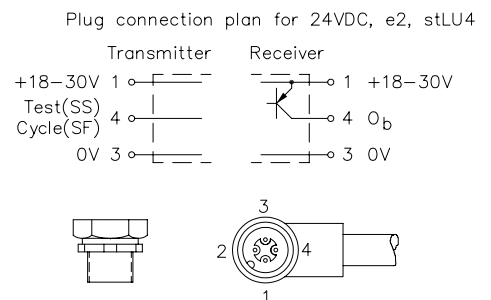 Plug connection plan for 24VDC, e2, stLU4
Transmitter Receiver
+18-30V 1 1 +18-30V
Test(SS)
Cycle(SF) 4 4 Ob
0V 3 3 0V
3
2 4
1